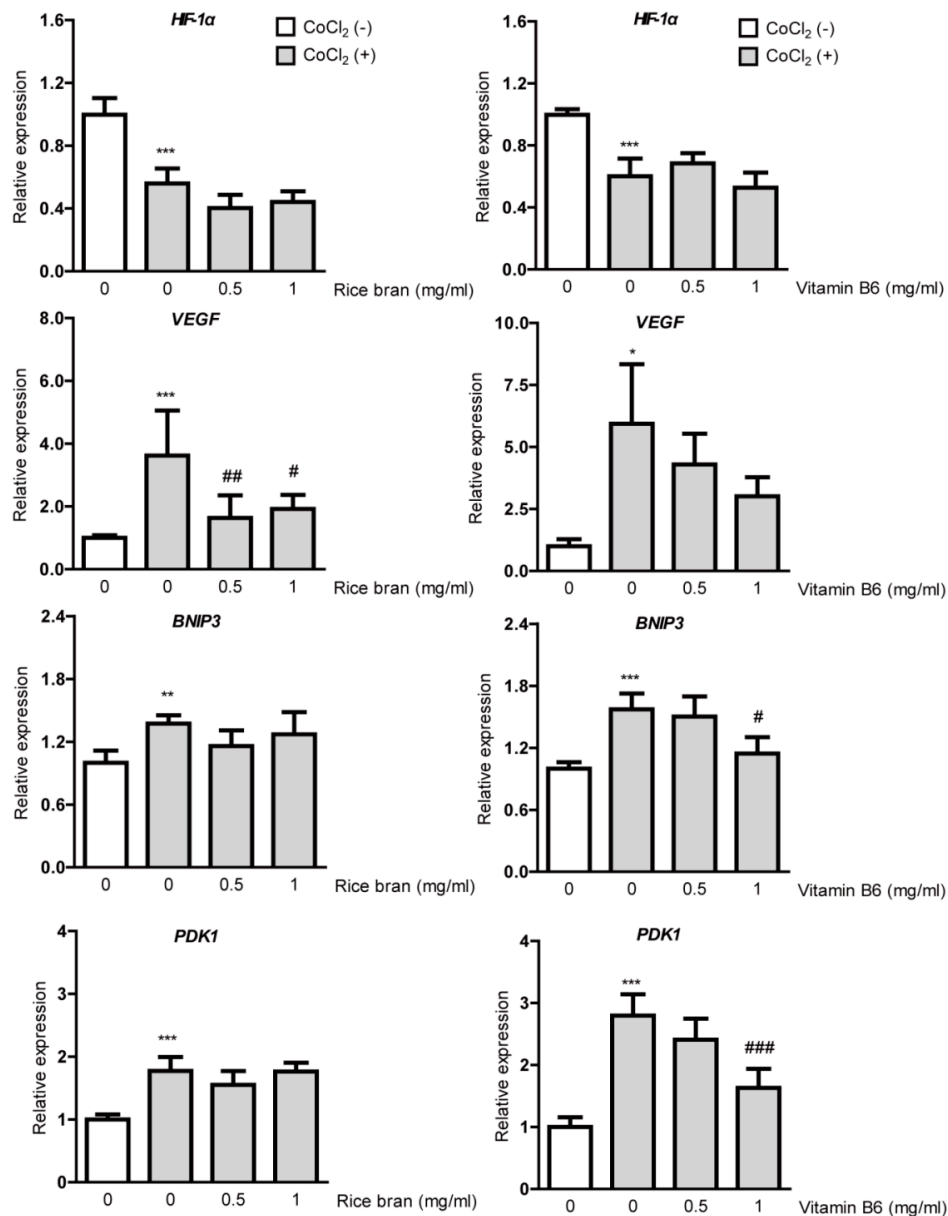 HIF-1α
CoCl2 (-)
CoCl2 (+)
Relative expression
1.6
1.2
0.8
0.4
0.0
***
0 0 0.5 1 Rice bran (mg/ml)
HIF-1α
CoCl2 (-)
CoCl2 (+)
Relative expression
1.6
1.2
0.8
0.4
0.0
***
0 0 0.5 1 Vitamin B6 (mg/ml)
VEGF
Relative expression
8.0
6.0
4.0
2.0
0.0
***
##
#
0 0 0.5 1 Rice bran (mg/ml)
VEGF
Relative expression
10.0
7.5
5.0
2.5
0.0
*
0 0 0.5 1 Vitamin B6 (mg/ml)
BNIP3
Relative expression
2.4
1.8
1.2
0.6
0.0
**
0 0 0.5 1 Rice bran (mg/ml)
BNIP3
Relative expression
2.4
1.8
1.2
0.6
0.0
***
#
0 0 0.5 1 Vitamin B6 (mg/ml)
PDK1
Relative expression
4
3
2
1
0
***
0 0 0.5 1 Rice bran (mg/ml)
PDK1
Relative expression
4
3
2
1
0
***
###
0 0 0.5 1 Vitamin B6 (mg/ml)